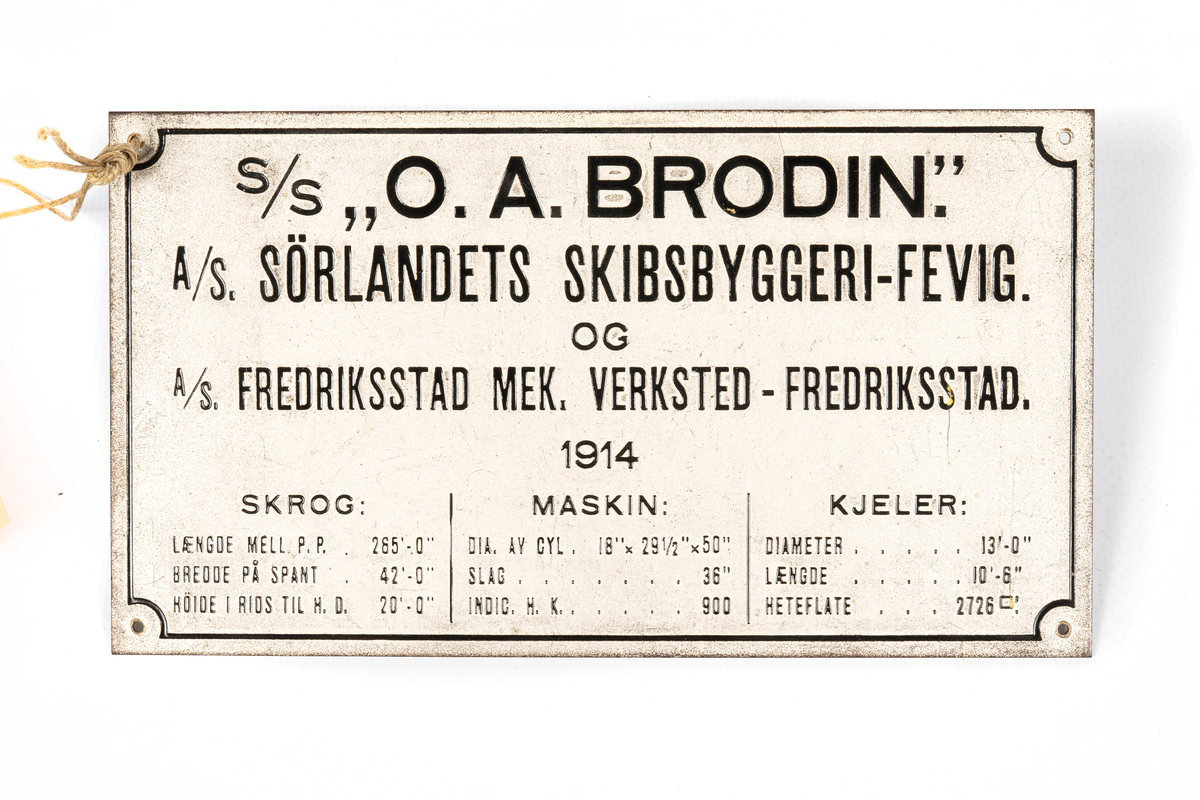 S/S „O. A. BRODIN.”
A/S. SÖRLANDETS SKIBSBYGGERI-FEVIG.
OG
A/S. FREDRIKSSTAD MEK. VERKSTED - FREDRIKSSTAD.
1914
SKROG:
LÆNGDE MELL. P. P. . 265'-0"
BREDDE PÅ SPANT . 42'-0"
HÖIDE I RIDS TIL H. D. 20'-0"
MASKIN:
DIA. AV CYL. 18"× 29½"×50"
SLAG . . . . . . . 36"
INDIC. H. K. . . . . . 900
KJELER:
DIAMETER . . . . . 13'-0"
LÆNGDE . . . . . 10'-6"
HETEFLATE . . . 2726 □'.